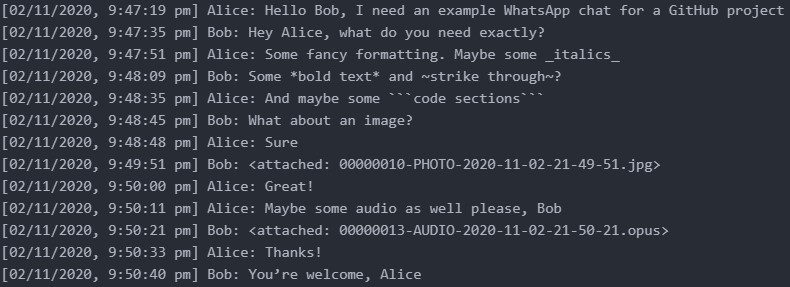 [02/11/2020, 9:47:19 pm] Alice: Hello Bob, I need an example WhatsApp chat for a GitHub project
[02/11/2020, 9:47:35 pm] Bob: Hey Alice, what do you need exactly?
[02/11/2020, 9:47:51 pm] Alice: Some fancy formatting. Maybe some _italics_
[02/11/2020, 9:48:09 pm] Bob: Some *bold text* and ~strike through~?
[02/11/2020, 9:48:35 pm] Alice: And maybe some ```code sections```
[02/11/2020, 9:48:45 pm] Bob: What about an image?
[02/11/2020, 9:48:48 pm] Alice: Sure
[02/11/2020, 9:49:51 pm] Bob: <attached: 00000010-PHOTO-2020-11-02-21-49-51.jpg>
[02/11/2020, 9:50:00 pm] Alice: Great!
[02/11/2020, 9:50:11 pm] Alice: Maybe some audio as well please, Bob
[02/11/2020, 9:50:21 pm] Bob: <attached: 00000013-AUDIO-2020-11-02-21-50-21.opus>
[02/11/2020, 9:50:33 pm] Alice: Thanks!
[02/11/2020, 9:50:40 pm] Bob: You’re welcome, Alice